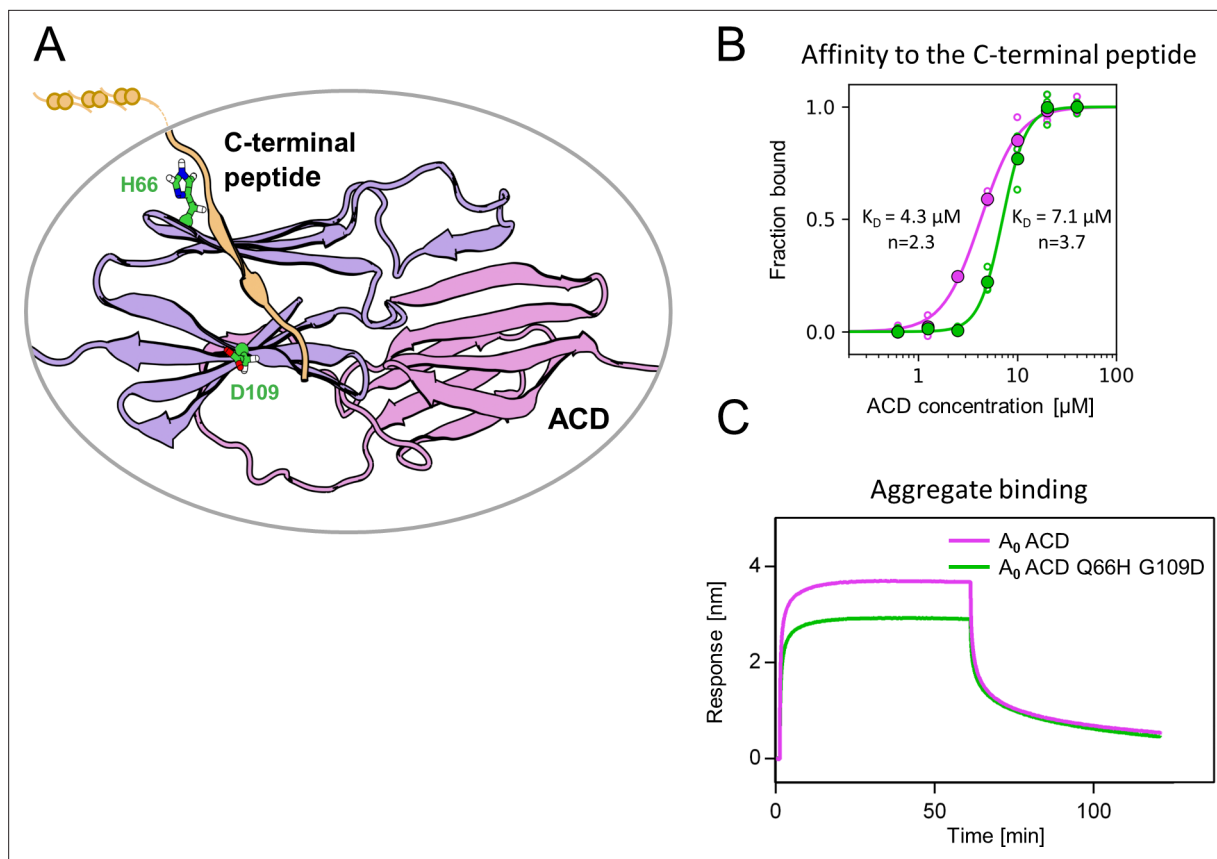 A
C-terminal
peptide
H66
D109
ACD
B
Affinity to the C-terminal peptide
Fraction bound
1.0
0.5
0.0
K_D = 4.3 µM
n=2.3
K_D = 7.1 µM
n=3.7
1
10
100
ACD concentration [µM]
C
Aggregate binding
A₀ ACD
A₀ ACD Q66H G109D
Response [nm]
4
2
0
0
50
100
Time [min]